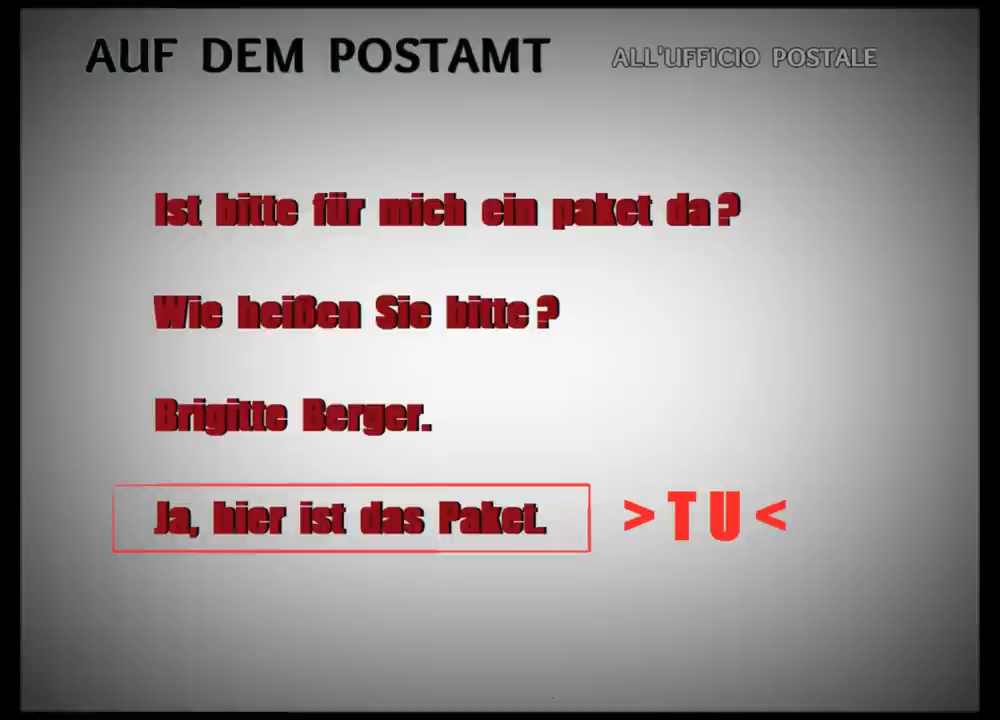 AUF DEM POSTAMT ALL'UFFICIO POSTALE
Ist bitte für mich ein paket da ?
Wie heißen Sie bitte ?
Brigitte Berger.
Ja, hier ist das Paket. >TU<